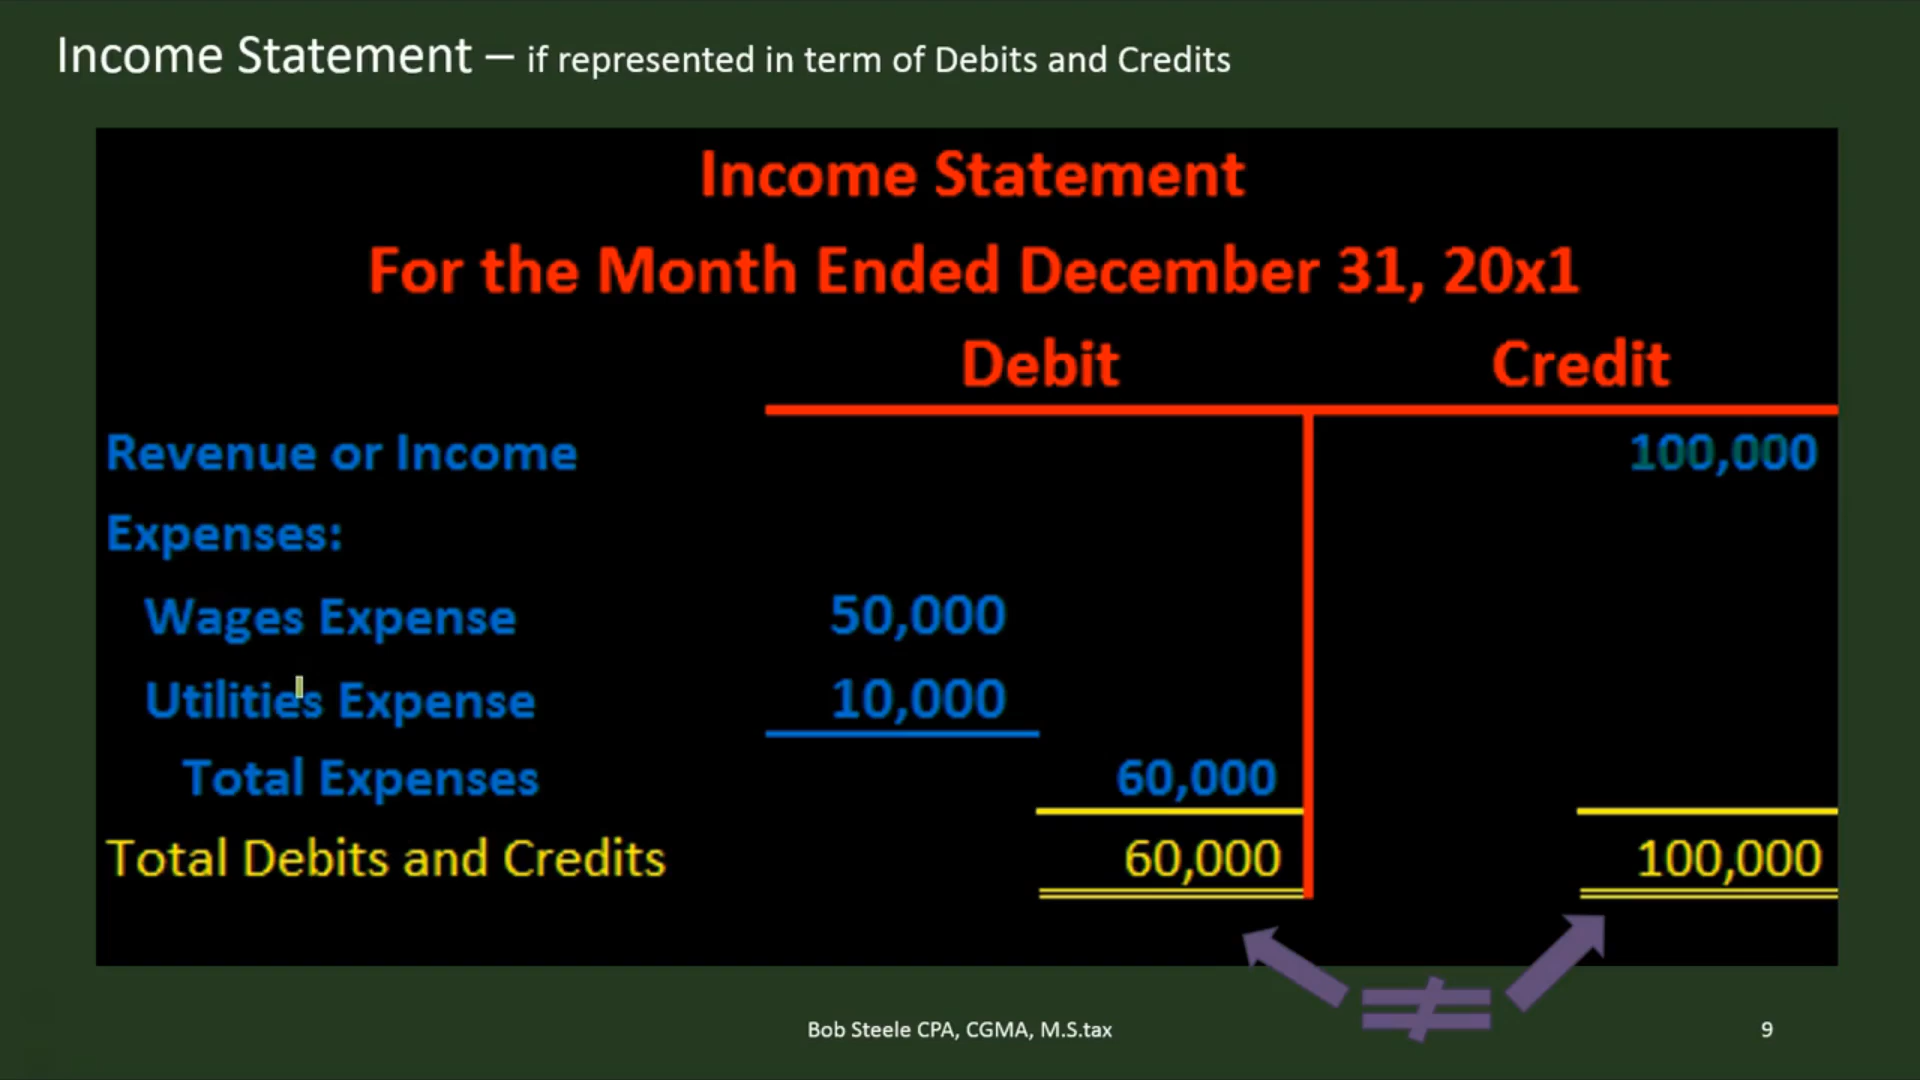 Income Statement – if represented in term of Debits and Credits
Income Statement
For the Month Ended December 31, 20x1
Debit Credit
Revenue or Income 100,000
Expenses:
Wages Expense 50,000
Utilities Expense 10,000
Total Expenses 60,000
Total Debits and Credits 60,000 100,000
≠
Bob Steele CPA, CGMA, M.S.tax 9